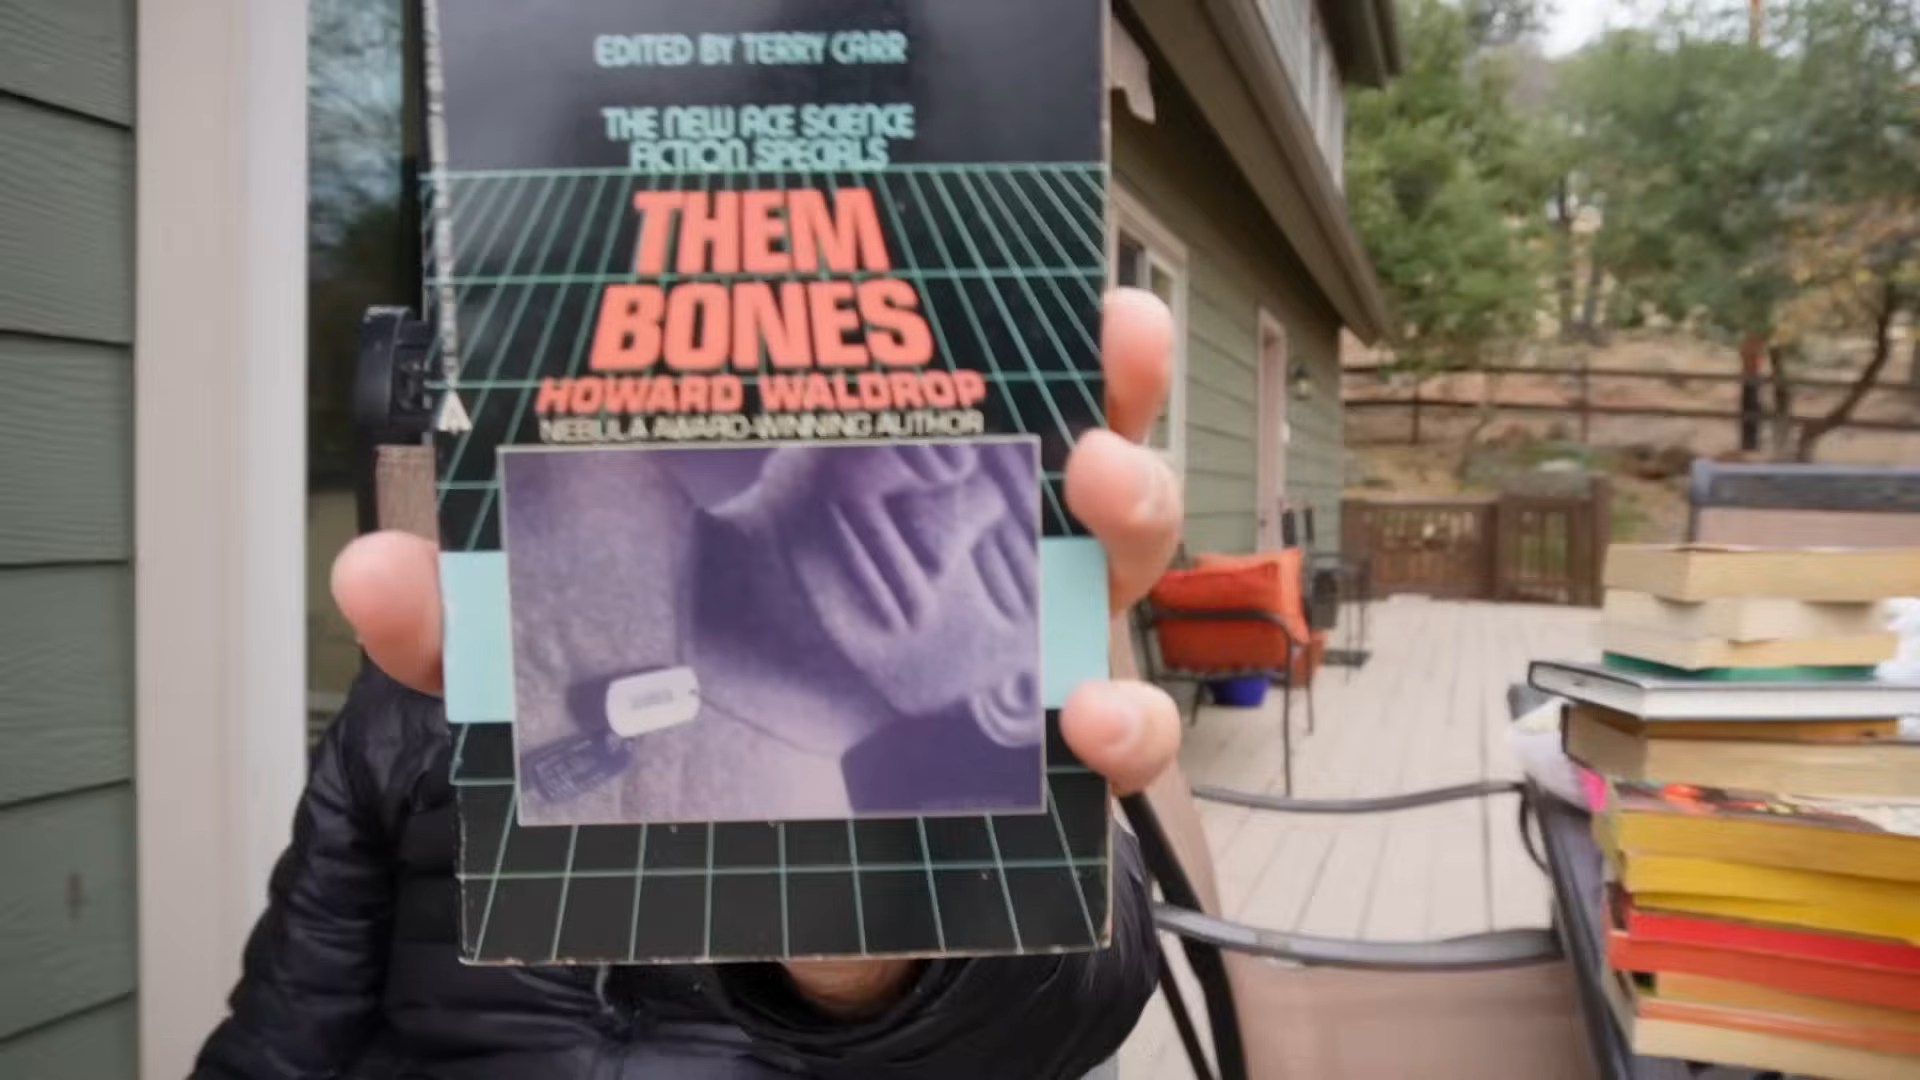 EDITED BY TERRY CARR
THE NEW ACE SCIENCE
FICTION SPECIALS
THEM
BONES
HOWARD WALDROP
NEBULA AWARD-WINNING AUTHOR